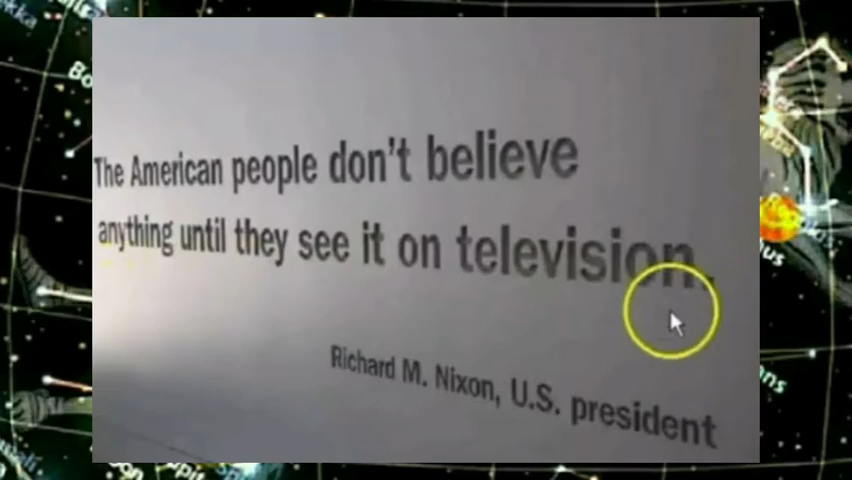 The American people don't believe
anything until they see it on television.
Richard M. Nixon, U.S. president